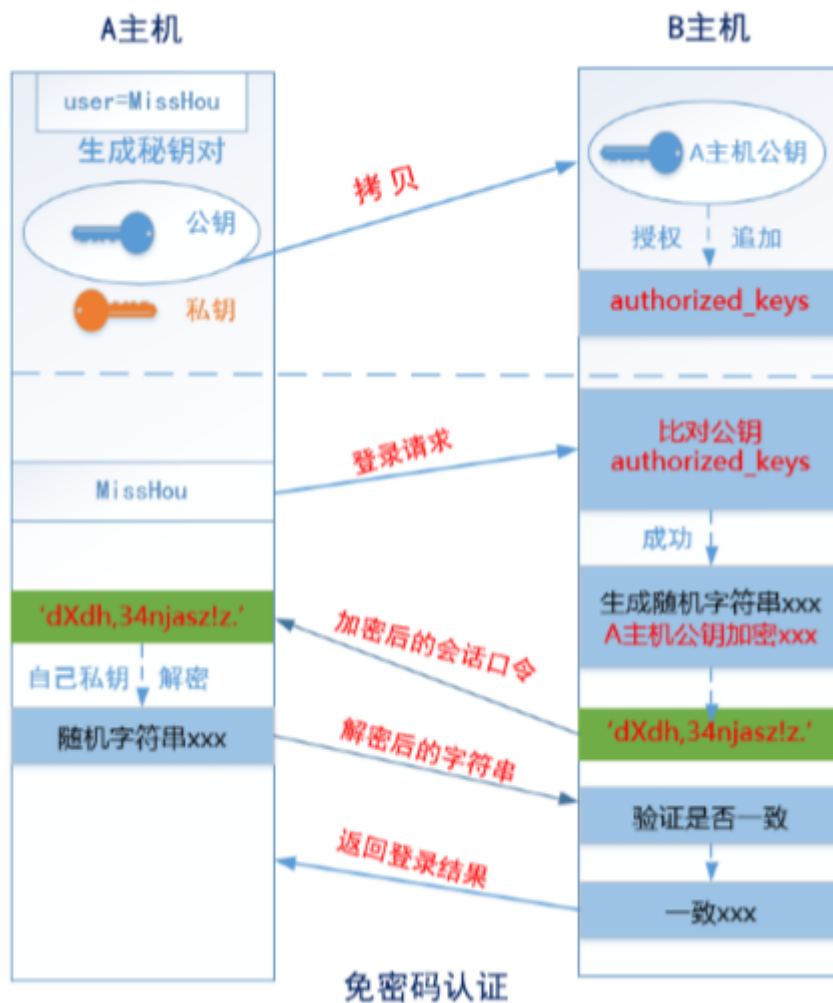 A主机
B主机
user=MissHou
生成秘钥对
公钥
私钥
拷贝
A主机公钥
授权 追加
authorized_keys
登录请求
MissHou
比对公钥
authorized_keys
成功
生成随机字符串xxx
A主机公钥加密xxx
加密后的会话口令
'dXdh,34njasz!z.'
'dXdh,34njasz!z.'
自己私钥 解密
随机字符串xxx
解密后的字符串
验证是否一致
一致xxx
返回登录结果
免密码认证